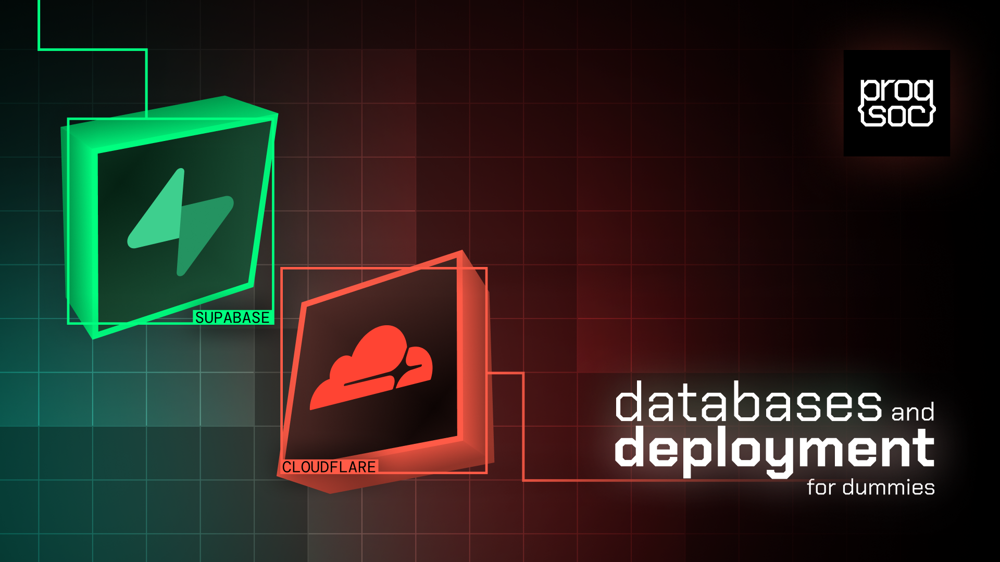 prog
{soc}
SUPABASE
CLOUDFLARE
databases and
deployment
for dummies